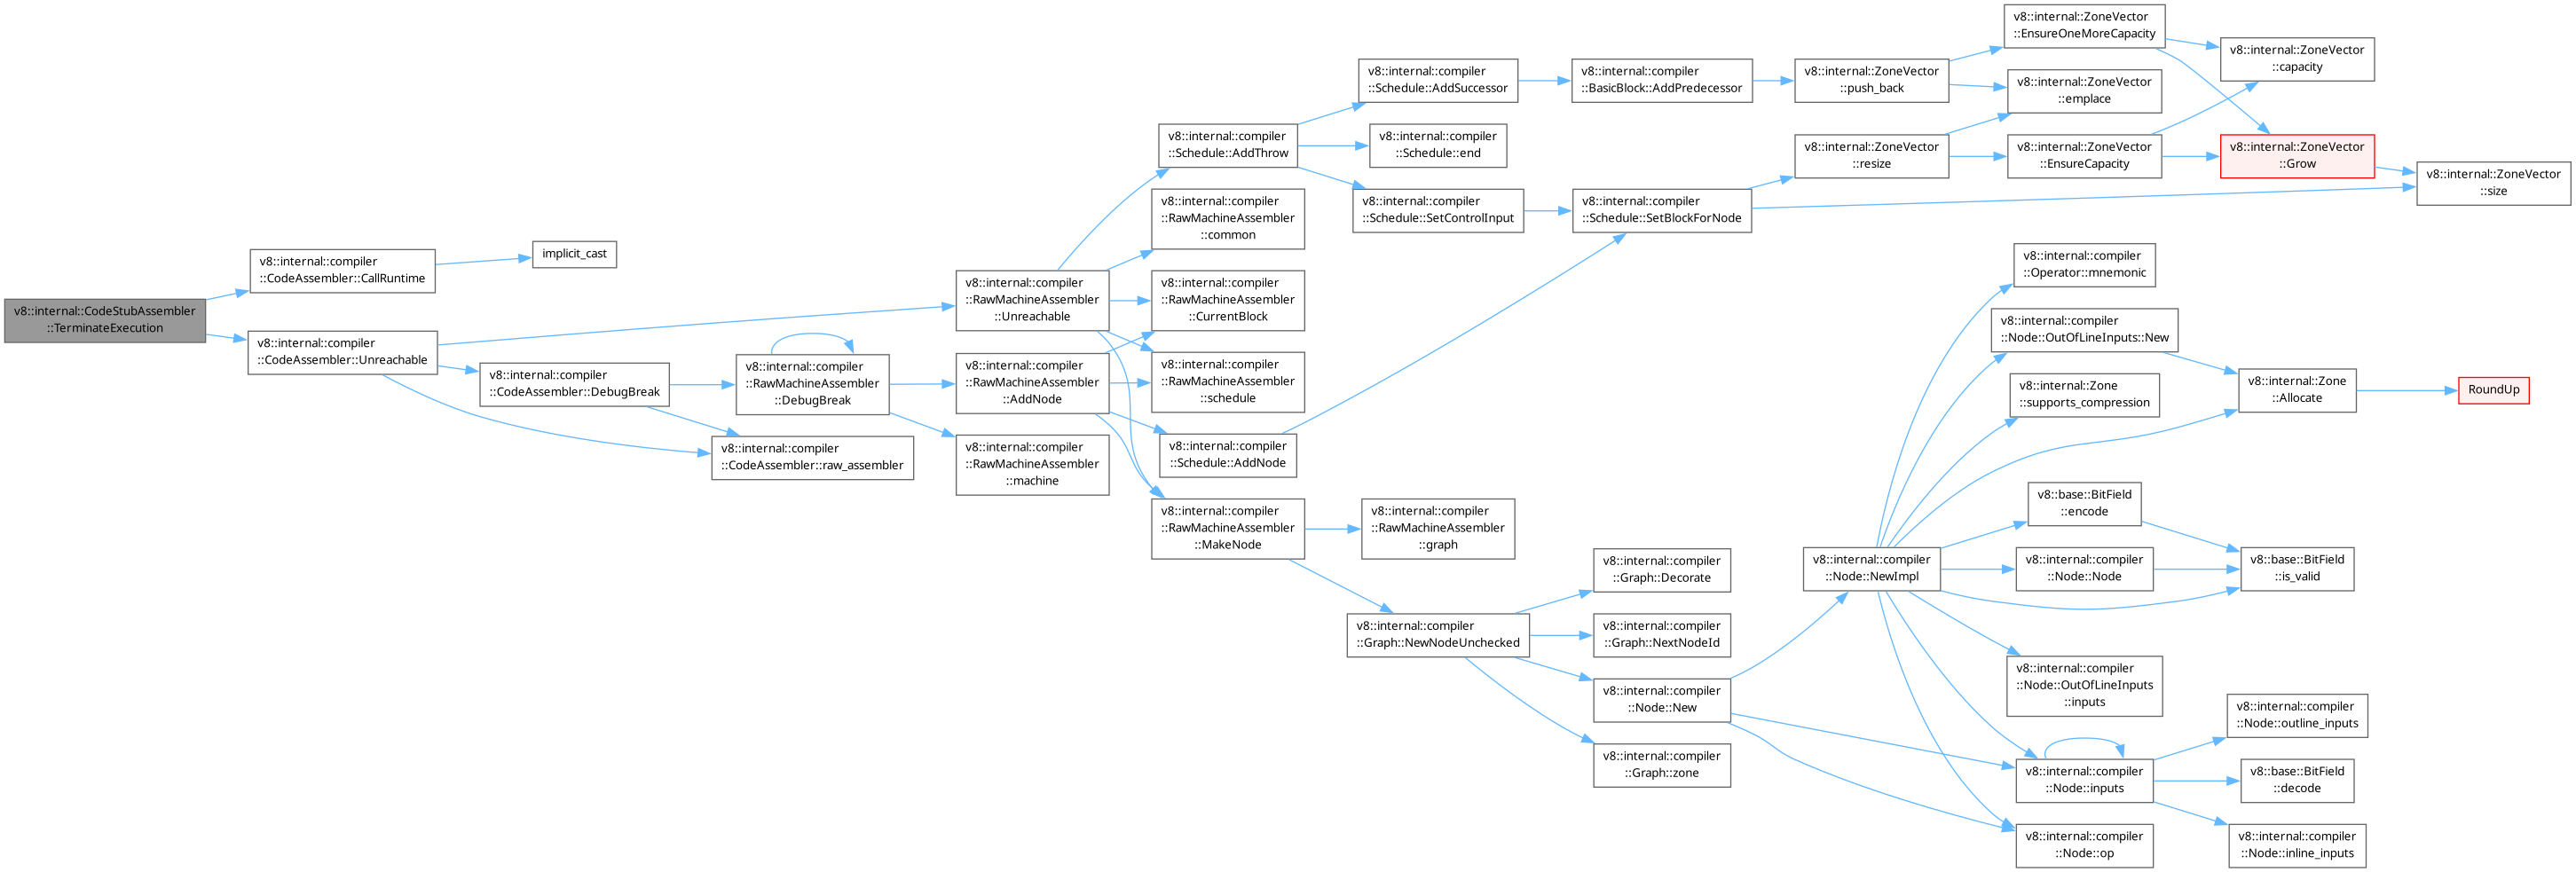 v8::internal::CodeStubAssembler
::TerminateExecution
v8::internal::compiler
::CodeAssembler::CallRuntime
implicit_cast
v8::internal::compiler
::CodeAssembler::Unreachable
v8::internal::compiler
::CodeAssembler::DebugBreak
v8::internal::compiler
::RawMachineAssembler
::DebugBreak
v8::internal::compiler
::CodeAssembler::raw_assembler
v8::internal::compiler
::RawMachineAssembler
::Unreachable
v8::internal::compiler
::RawMachineAssembler
::AddNode
v8::internal::compiler
::RawMachineAssembler
::machine
v8::internal::compiler
::Schedule::AddThrow
v8::internal::compiler
::RawMachineAssembler
::common
v8::internal::compiler
::RawMachineAssembler
::CurrentBlock
v8::internal::compiler
::RawMachineAssembler
::schedule
v8::internal::compiler
::Schedule::AddNode
v8::internal::compiler
::RawMachineAssembler
::MakeNode
v8::internal::compiler
::Schedule::AddSuccessor
v8::internal::compiler
::Schedule::end
v8::internal::compiler
::Schedule::SetControlInput
v8::internal::compiler
::RawMachineAssembler
::graph
v8::internal::compiler
::Graph::NewNodeUnchecked
v8::internal::compiler
::BasicBlock::AddPredecessor
v8::internal::compiler
::Schedule::SetBlockForNode
v8::internal::compiler
::Graph::Decorate
v8::internal::compiler
::Graph::NextNodeId
v8::internal::compiler
::Node::New
v8::internal::compiler
::Graph::zone
v8::internal::ZoneVector
::push_back
v8::internal::ZoneVector
::resize
v8::internal::compiler
::Node::NewImpl
v8::internal::ZoneVector
::EnsureOneMoreCapacity
v8::internal::ZoneVector
::emplace
v8::internal::ZoneVector
::EnsureCapacity
v8::internal::compiler
::Operator::mnemonic
v8::internal::compiler
::Node::OutOfLineInputs::New
v8::internal::Zone
::supports_compression
v8::base::BitField
::encode
v8::internal::compiler
::Node::Node
v8::internal::compiler
::Node::OutOfLineInputs
::inputs
v8::internal::compiler
::Node::inputs
v8::internal::compiler
::Node::op
v8::internal::ZoneVector
::capacity
v8::internal::ZoneVector
::Grow
v8::internal::Zone
::Allocate
v8::base::BitField
::is_valid
v8::internal::compiler
::Node::outline_inputs
v8::base::BitField
::decode
v8::internal::compiler
::Node::inline_inputs
v8::internal::ZoneVector
::size
RoundUp